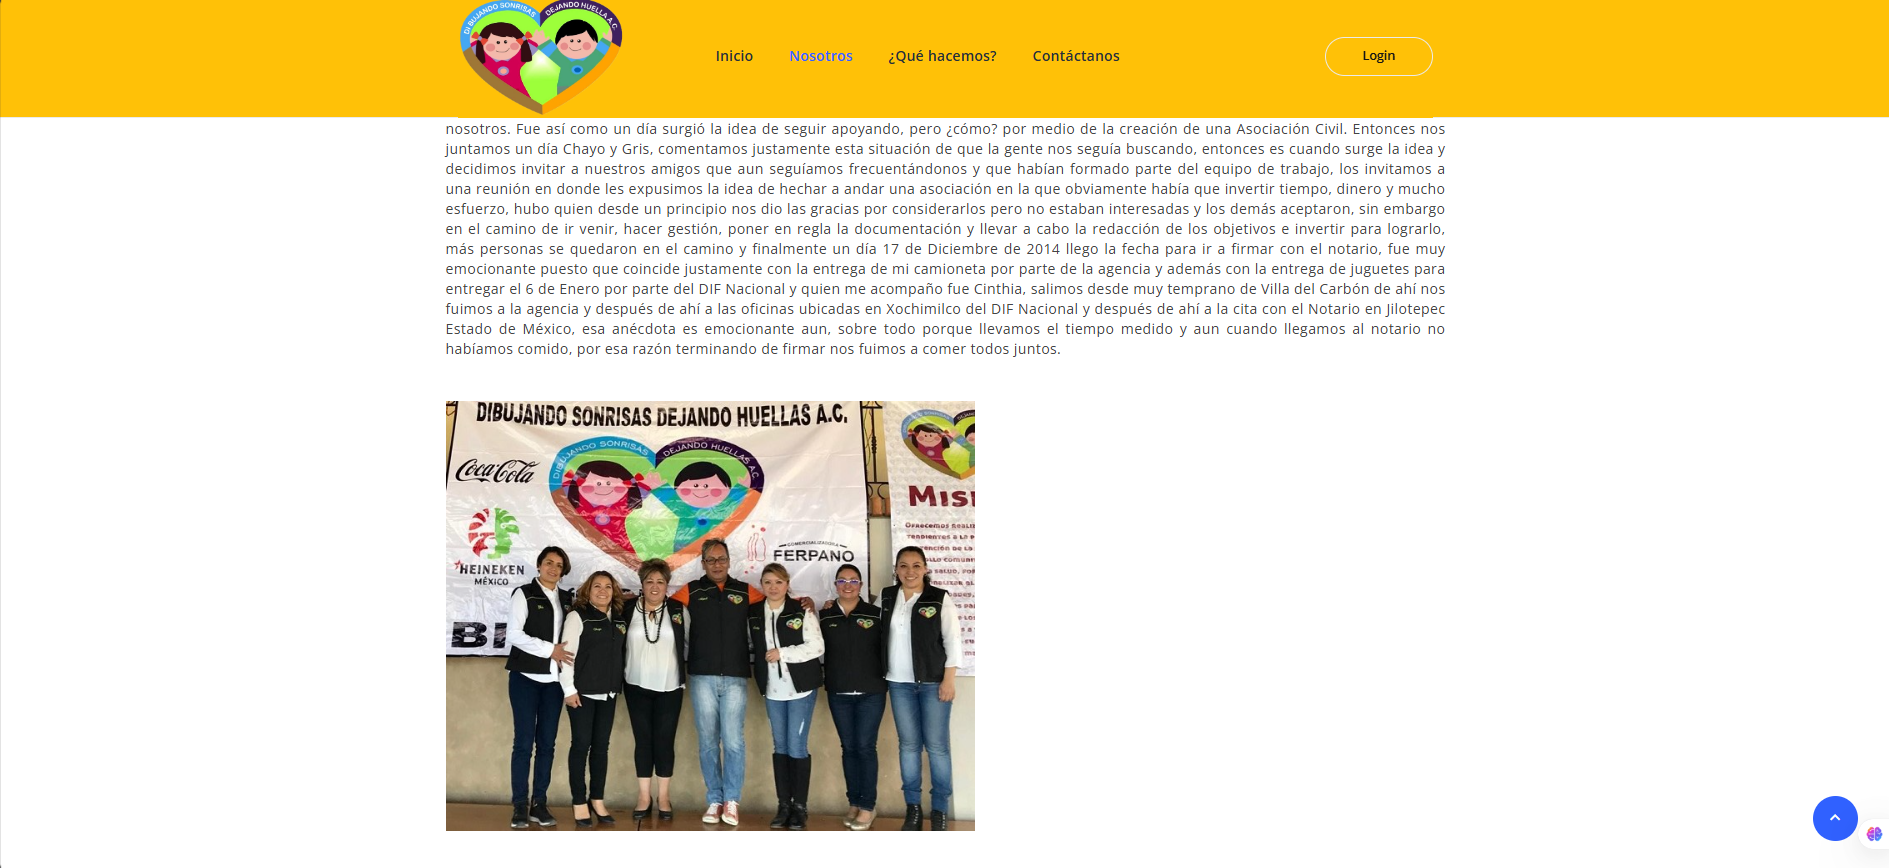 DIBUJANDO SONRISAS DEJANDO HUELLA A.C.
Inicio
Nosotros
¿Qué hacemos?
Contáctanos
Login
nosotros. Fue así como un día surgió la idea de seguir apoyando, pero ¿cómo? por medio de la creación de una Asociación Civil. Entonces nos
juntamos un día Chayo y Gris, comentamos justamente esta situación de que la gente nos seguía buscando, entonces es cuando surge la idea y
decidimos invitar a nuestros amigos que aun seguíamos frecuentándonos y que habían formado parte del equipo de trabajo, los invitamos a
una reunión en donde les expusimos la idea de hechar a andar una asociación en la que obviamente había que invertir tiempo, dinero y mucho
esfuerzo, hubo quien desde un principio nos dio las gracias por considerarlos pero no estaban interesadas y los demás aceptaron, sin embargo
en el camino de ir venir, hacer gestión, poner en regla la documentación y llevar a cabo la redacción de los objetivos e invertir para lograrlo,
más personas se quedaron en el camino y finalmente un día 17 de Diciembre de 2014 llego la fecha para ir a firmar con el notario, fue muy
emocionante puesto que coincide justamente con la entrega de mi camioneta por parte de la agencia y además con la entrega de juguetes para
entregar el 6 de Enero por parte del DIF Nacional y quien me acompaño fue Cinthia, salimos desde muy temprano de Villa del Carbón de ahí nos
fuimos a la agencia y después de ahí a las oficinas ubicadas en Xochimilco del DIF Nacional y después de ahí a la cita con el Notario en Jilotepec
Estado de México, esa anécdota es emocionante aun, sobre todo porque llevamos el tiempo medido y aun cuando llegamos al notario no
habíamos comido, por esa razón terminando de firmar nos fuimos a comer todos juntos.
DIBUJANDO SONRISAS DEJANDO HUELLAS A.C.
DIBUJANDO SONRISAS DEJANDO HUELLAS A.C.
Coca-Cola
HEINEKEN
MÉXICO
COMERCIALIZADORA
FERPANO
BI
MISI
OFRECEMOS REALI
TENDIENTES A LA P